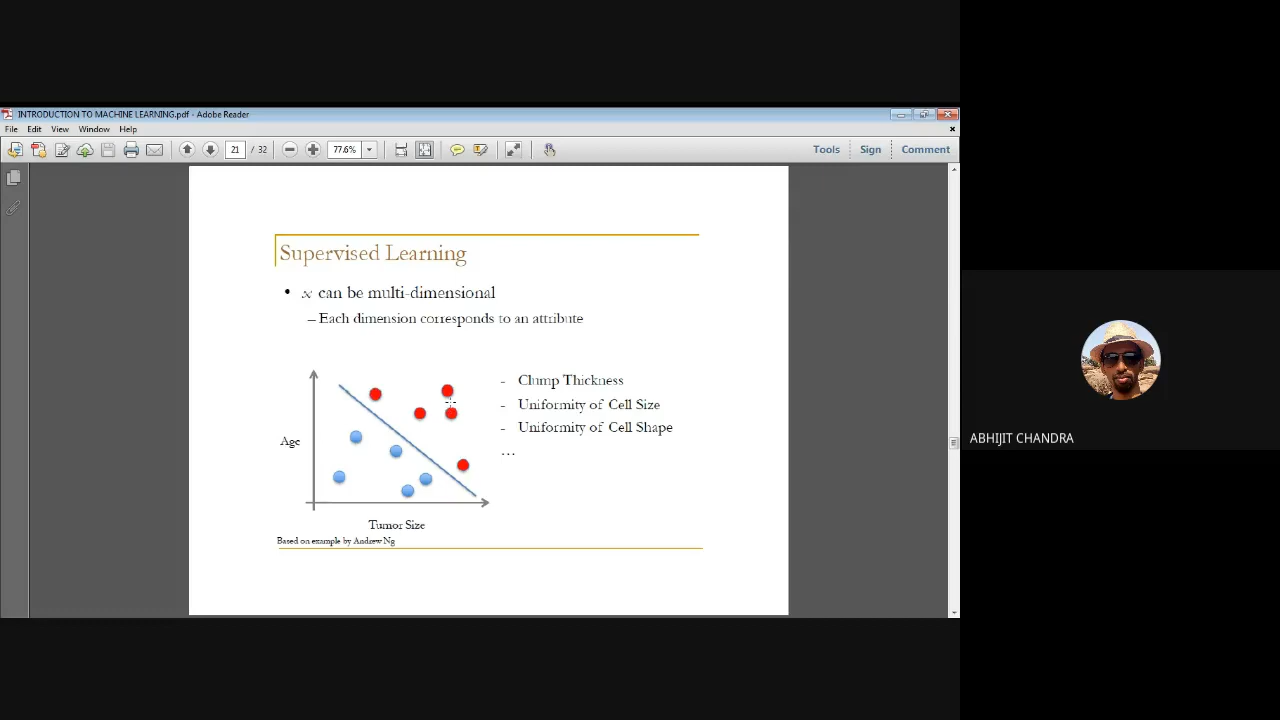 INTRODUCTION TO MACHINE LEARNING.pdf - Adobe Reader
File Edit View Window Help
21 / 32 77.6% Tools Sign Comment
Supervised Learning
• x can be multi-dimensional
– Each dimension corresponds to an attribute
- Clump Thickness
- Uniformity of Cell Size
- Uniformity of Cell Shape
...
Age
Tumor Size
Based on example by Andrew Ng
ABHIJIT CHANDRA